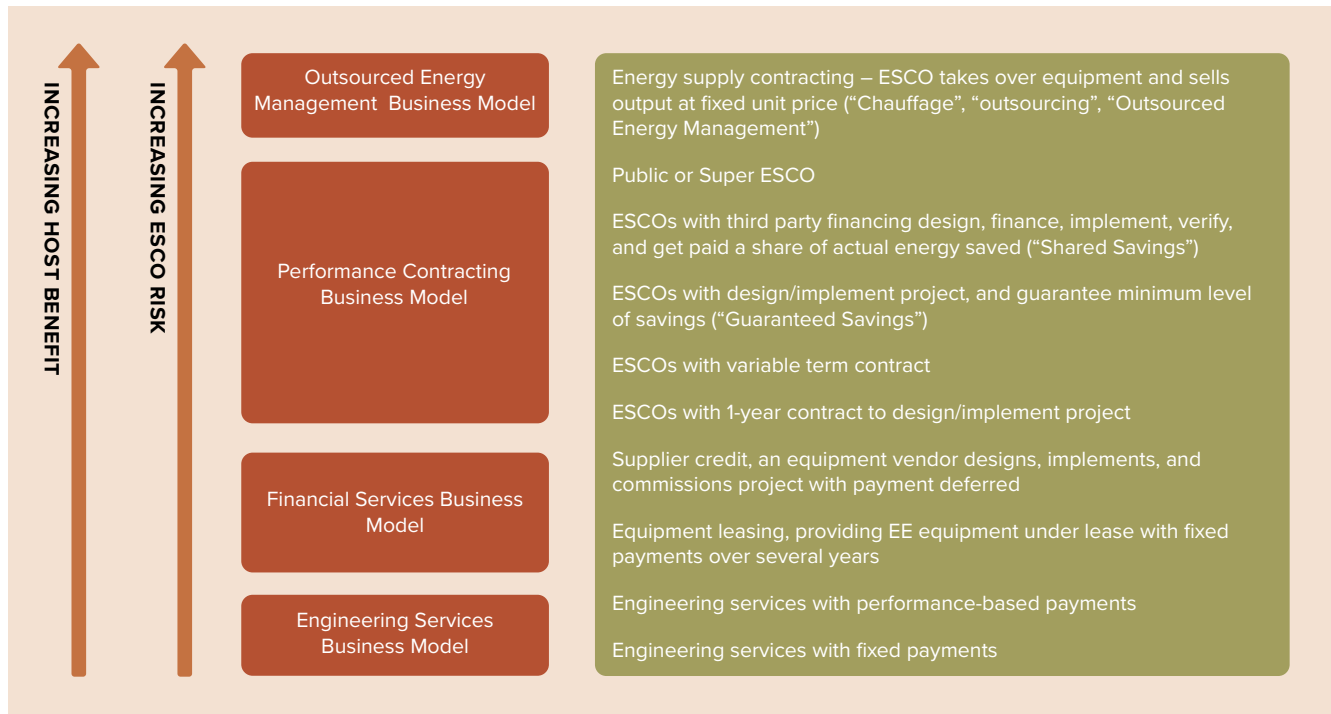 INCREASING HOST BENEFIT
INCREASING ESCO RISK
Outsourced Energy
Management Business Model
Performance Contracting
Business Model
Financial Services Business
Model
Engineering Services
Business Model
Energy supply contracting – ESCO takes over equipment and sells
output at fixed unit price (“Chauffage”, “outsourcing”, “Outsourced
Energy Management”)
Public or Super ESCO
ESCOs with third party financing design, finance, implement, verify,
and get paid a share of actual energy saved (“Shared Savings”)
ESCOs with design/implement project, and guarantee minimum level
of savings (“Guaranteed Savings”)
ESCOs with variable term contract
ESCOs with 1-year contract to design/implement project
Supplier credit, an equipment vendor designs, implements, and
commissions project with payment deferred
Equipment leasing, providing EE equipment under lease with fixed
payments over several years
Engineering services with performance-based payments
Engineering services with fixed payments